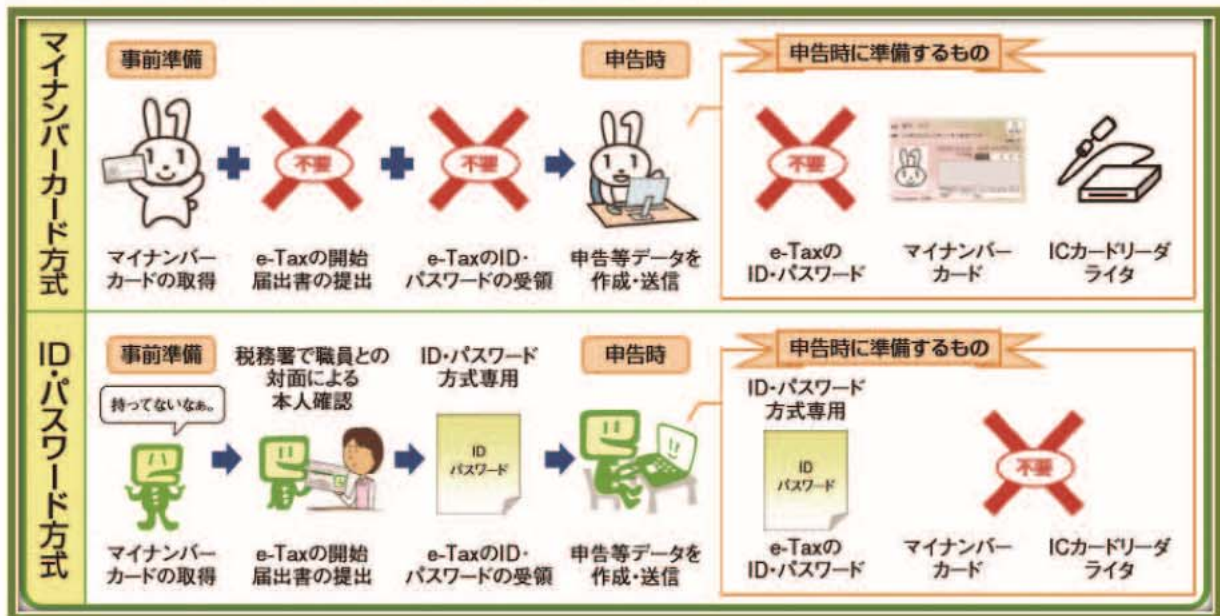 マイナンバーカード方式
事前準備
申告時
申告時に準備するもの
不要
不要
不要
マイナンバー
カードの取得
e-Taxの開始
届出書の提出
e-TaxのID・
パスワードの受領
申告等データを
作成・送信
e-Taxの
ID・パスワード
マイナンバー
カード
ICカードリーダ
ライタ
ID・パスワード方式
事前準備
持ってないなぁ。
税務署で職員との
対面による
本人確認
ID・パスワード
方式専用
ID
パスワード
申告時
申告時に準備するもの
ID・パスワード
方式専用
ID
パスワード
不要
マイナンバー
カードの取得
e-Taxの開始
届出書の提出
e-TaxのID・
パスワードの受領
申告等データを
作成・送信
e-Taxの
ID・パスワード
マイナンバー
カード
ICカードリーダ
ライタ